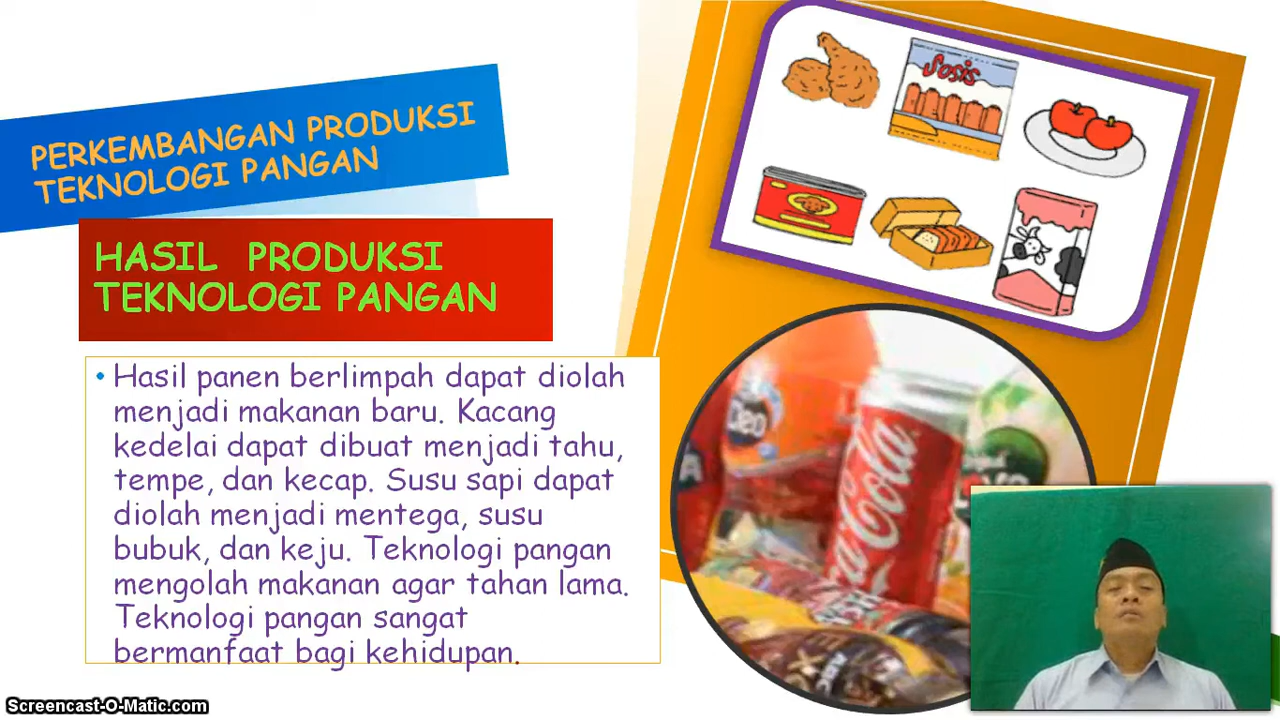 PERKEMBANGAN PRODUKSI
TEKNOLOGI PANGAN
HASIL PRODUKSI
TEKNOLOGI PANGAN
• Hasil panen berlimpah dapat diolah
menjadi makanan baru. Kacang
kedelai dapat dibuat menjadi tahu,
tempe, dan kecap. Susu sapi dapat
diolah menjadi mentega, susu
bubuk, dan keju. Teknologi pangan
mengolah makanan agar tahan lama.
Teknologi pangan sangat
bermanfaat bagi kehidupan.
Sosis
Cola
ABC
Screencast-O-Matic.com